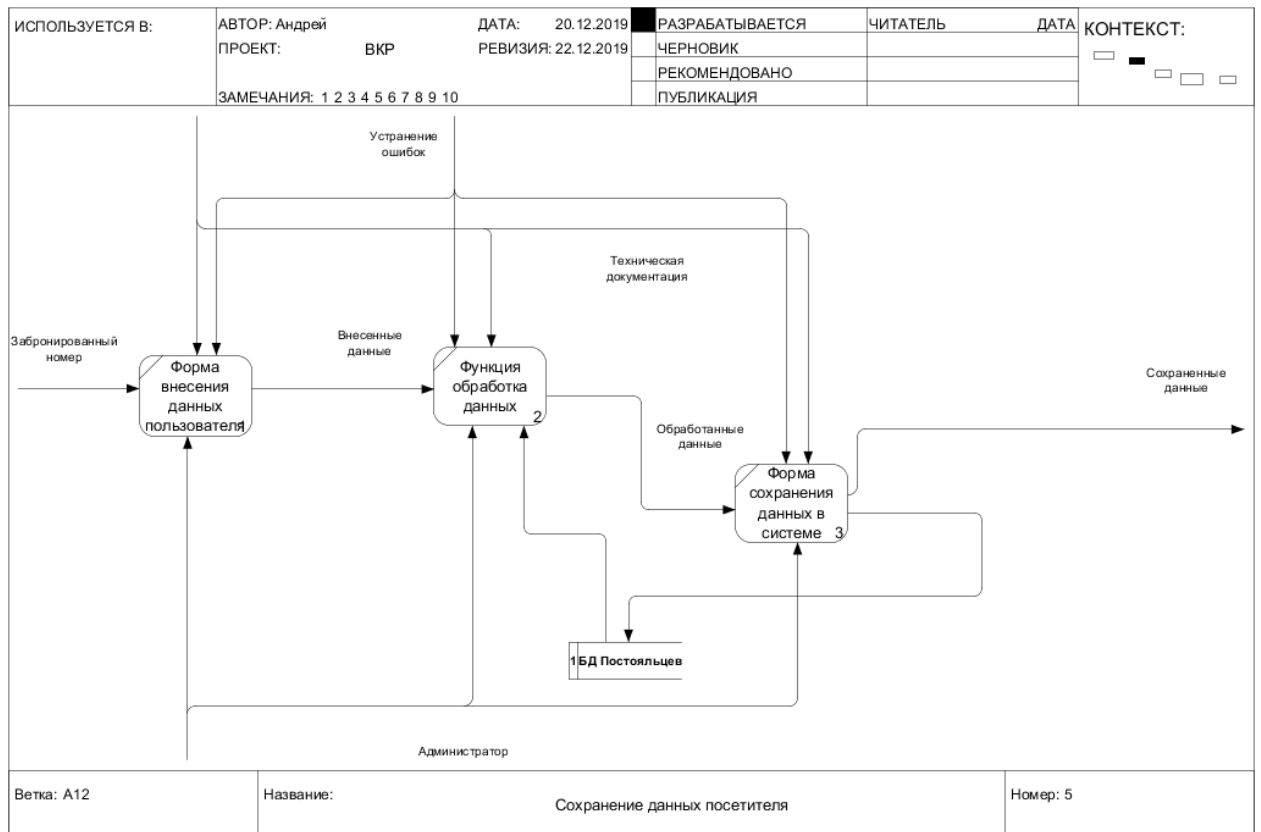 ИСПОЛЬЗУЕТСЯ В:
АВТОР: Андрей
ДАТА: 20.12.2019
ПРОЕКТ: ВКР
РЕВИЗИЯ: 22.12.2019
ЗАМЕЧАНИЯ: 1 2 3 4 5 6 7 8 9 10
РАЗРАБАТЫВАЕТСЯ
ЧЕРНОВИК
РЕКОМЕНДОВАНО
ПУБЛИКАЦИЯ
ЧИТАТЕЛЬ
ДАТА
КОНТЕКСТ:
Устранение
ошибок
Техническая
документация
Забронированный
номер
Форма
внесения
данных
пользователя
1
Внесенные
данные
Функция
обработка
данных
2
Обработанные
данные
Форма
сохранения
данных в
системе 3
Сохраненные
данные
1 БД Постояльцев
Администратор
Ветка: А12
Название:
Сохранение данных посетителя
Номер: 5